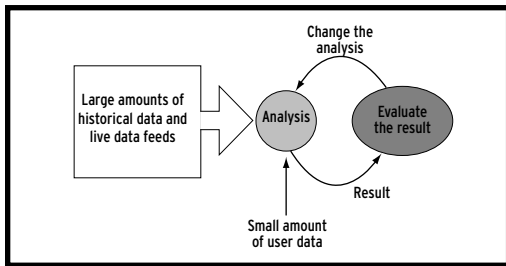 Change the
analysis
Large amounts of
historical data and
live data feeds
Analysis
Evaluate
the result
Result
Small amount
of user data